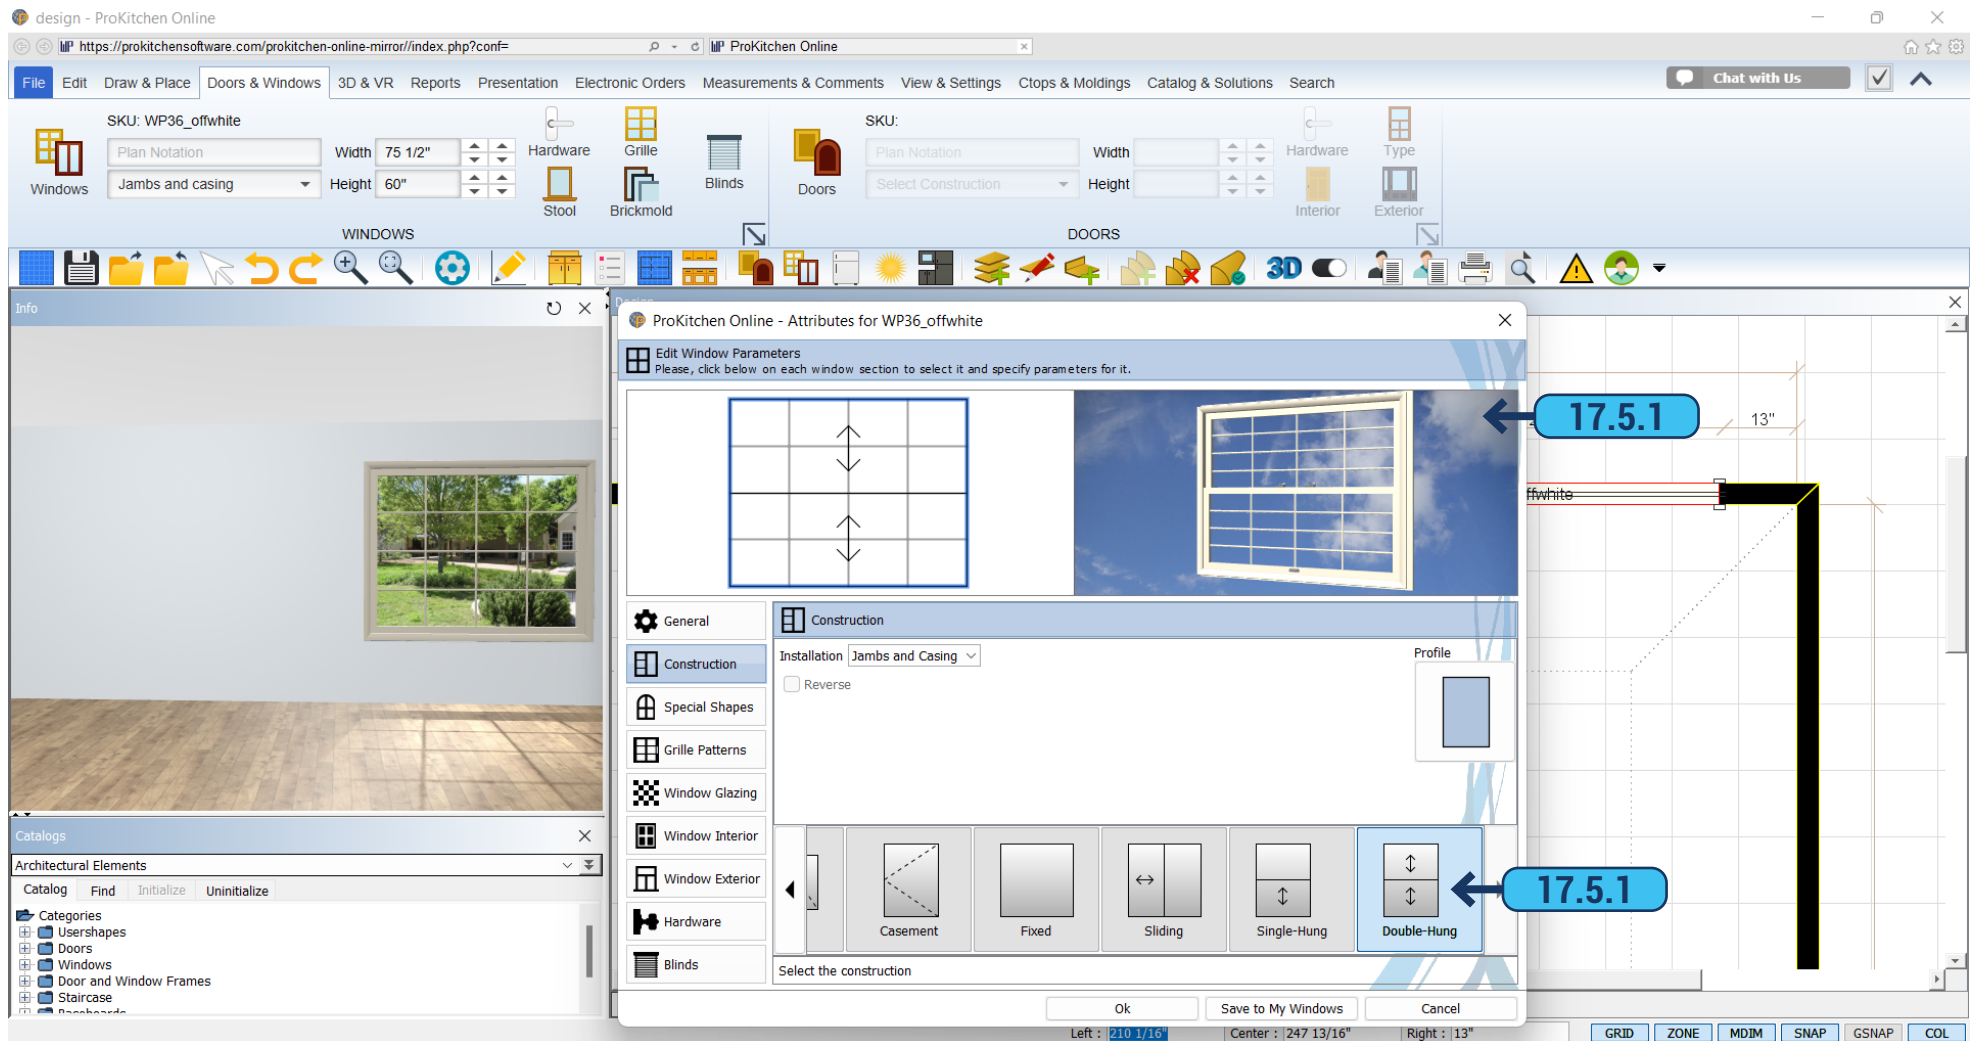 design - ProKitchen Online
https://prokitchensoftware.com/prokitchen-online-mirror//index.php?conf=
ProKitchen Online
File Edit Draw & Place Doors & Windows 3D & VR Reports Presentation Electronic Orders Measurements & Comments View & Settings Ctops & Moldings Catalog & Solutions Search
Chat with Us
SKU: WP36_offwhite
Plan Notation
Width 75 1/2"
Jambs and casing
Height 60"
Windows
Hardware
Grille
Stool
Brickmold
Blinds
WINDOWS
Doors
SKU:
Plan Notation
Width
Select Construction
Height
Hardware
Type
Interior
Exterior
DOORS
3D
Info
Design
ProKitchen Online - Attributes for WP36_offwhite
Edit Window Parameters
Please, click below on each window section to select it and specify parameters for it.
17.5.1
13"
ffwhite
General
Construction
Special Shapes
Grille Patterns
Window Glazing
Window Interior
Window Exterior
Hardware
Blinds
Construction
Installation Jambs and Casing
Reverse
Profile
Casement
Fixed
Sliding
Single-Hung
Double-Hung
17.5.1
Select the construction
Ok
Save to My Windows
Cancel
Catalogs
Architectural Elements
Catalog Find Initialize Uninitialize
Categories
Usershapes
Doors
Windows
Door and Window Frames
Staircase
Baseboards
Left : 210 1/16" Center : 247 13/16" Right : 13"
GRID ZONE MDIM SNAP GSNAP COL